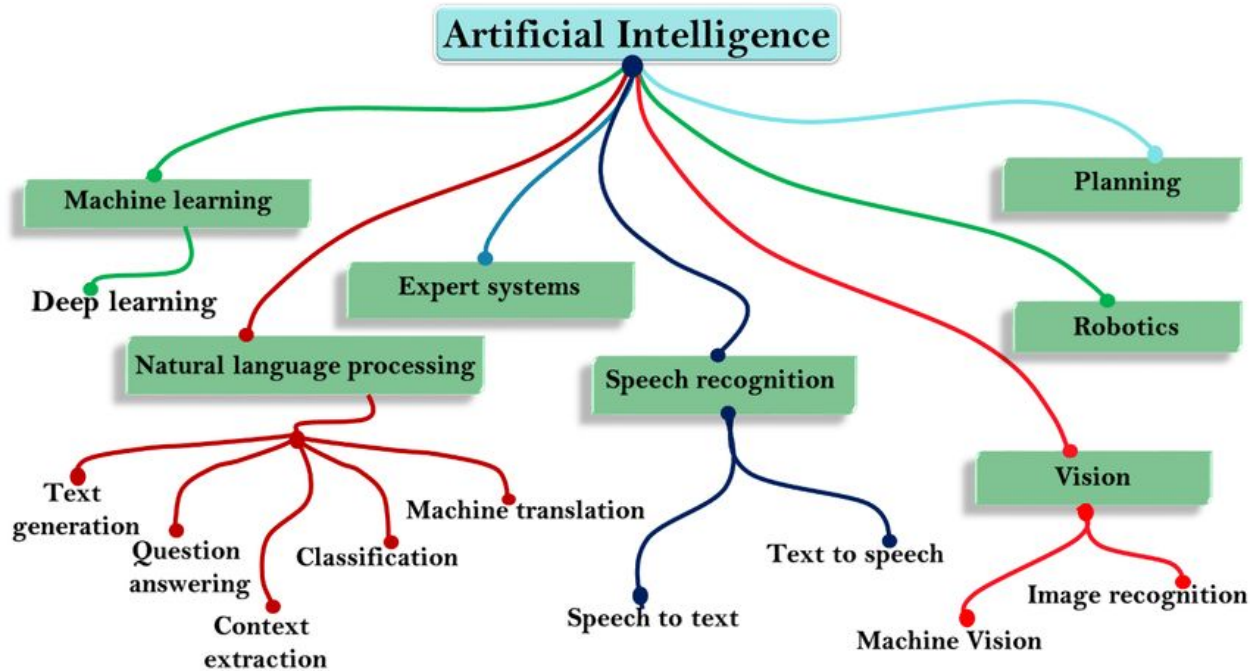 Artificial Intelligence
Machine learning
Planning
Deep learning
Expert systems
Robotics
Natural language processing
Speech recognition
Vision
Text
generation
Question
answering
Context
extraction
Classification
Machine translation
Speech to text
Text to speech
Machine Vision
Image recognition